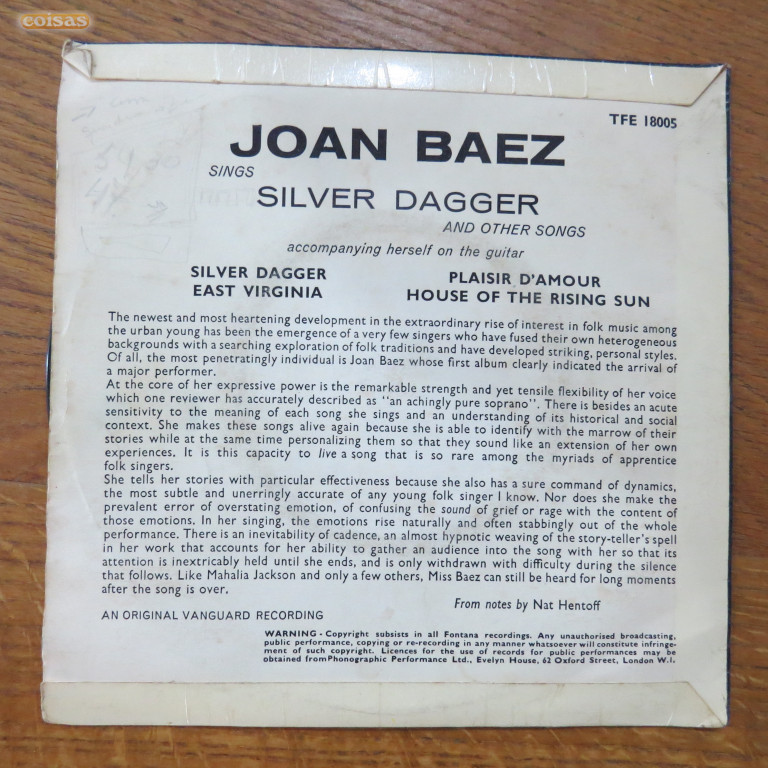 coisas
TFE 18005
JOAN BAEZ
SINGS
SILVER DAGGER
AND OTHER SONGS
accompanying herself on the guitar
SILVER DAGGER PLAISIR D'AMOUR
EAST VIRGINIA HOUSE OF THE RISING SUN
The newest and most heartening development in the extraordinary rise of interest in folk music among
the urban young has been the emergence of a very few singers who have fused their own heterogeneous
backgrounds with a searching exploration of folk traditions and have developed striking, personal styles.
Of all, the most penetratingly individual is Joan Baez whose first album clearly indicated the arrival of
a major performer.
At the core of her expressive power is the remarkable strength and yet tensile flexibility of her voice
which one reviewer has accurately described as "an achingly pure soprano". There is besides an acute
sensitivity to the meaning of each song she sings and an understanding of its historical and social
context. She makes these songs alive again because she is able to identify with the marrow of their
stories while at the same time personalizing them so that they sound like an extension of her own
experiences. It is this capacity to live a song that is so rare among the myriads of apprentice
folk singers.
She tells her stories with particular effectiveness because she also has a sure command of dynamics,
the most subtle and unerringly accurate of any young folk singer I know. Nor does she make the
prevalent error of overstating emotion, of confusing the sound of grief or rage with the content of
those emotions. In her singing, the emotions rise naturally and often stabbingly out of the whole
performance. There is an inevitability of cadence, an almost hypnotic weaving of the story-teller's spell
in her work that accounts for her ability to gather an audience into the song with her so that its
attention is inextricably held until she ends, and is only withdrawn with difficulty during the silence
that follows. Like Mahalia Jackson and only a few others, Miss Baez can still be heard for long moments
after the song is over.
From notes by Nat Hentoff
AN ORIGINAL VANGUARD RECORDING
WARNING - Copyright subsists in all Fontana recordings. Any unauthorised broadcasting,
public performance, copying or re-recording in any manner whatsoever will constitute infringe-
ment of such copyright. Licences for the use of records for public performances may be
obtained from Phonographic Performance Ltd., Evelyn House, 62 Oxford Street, London W.I.